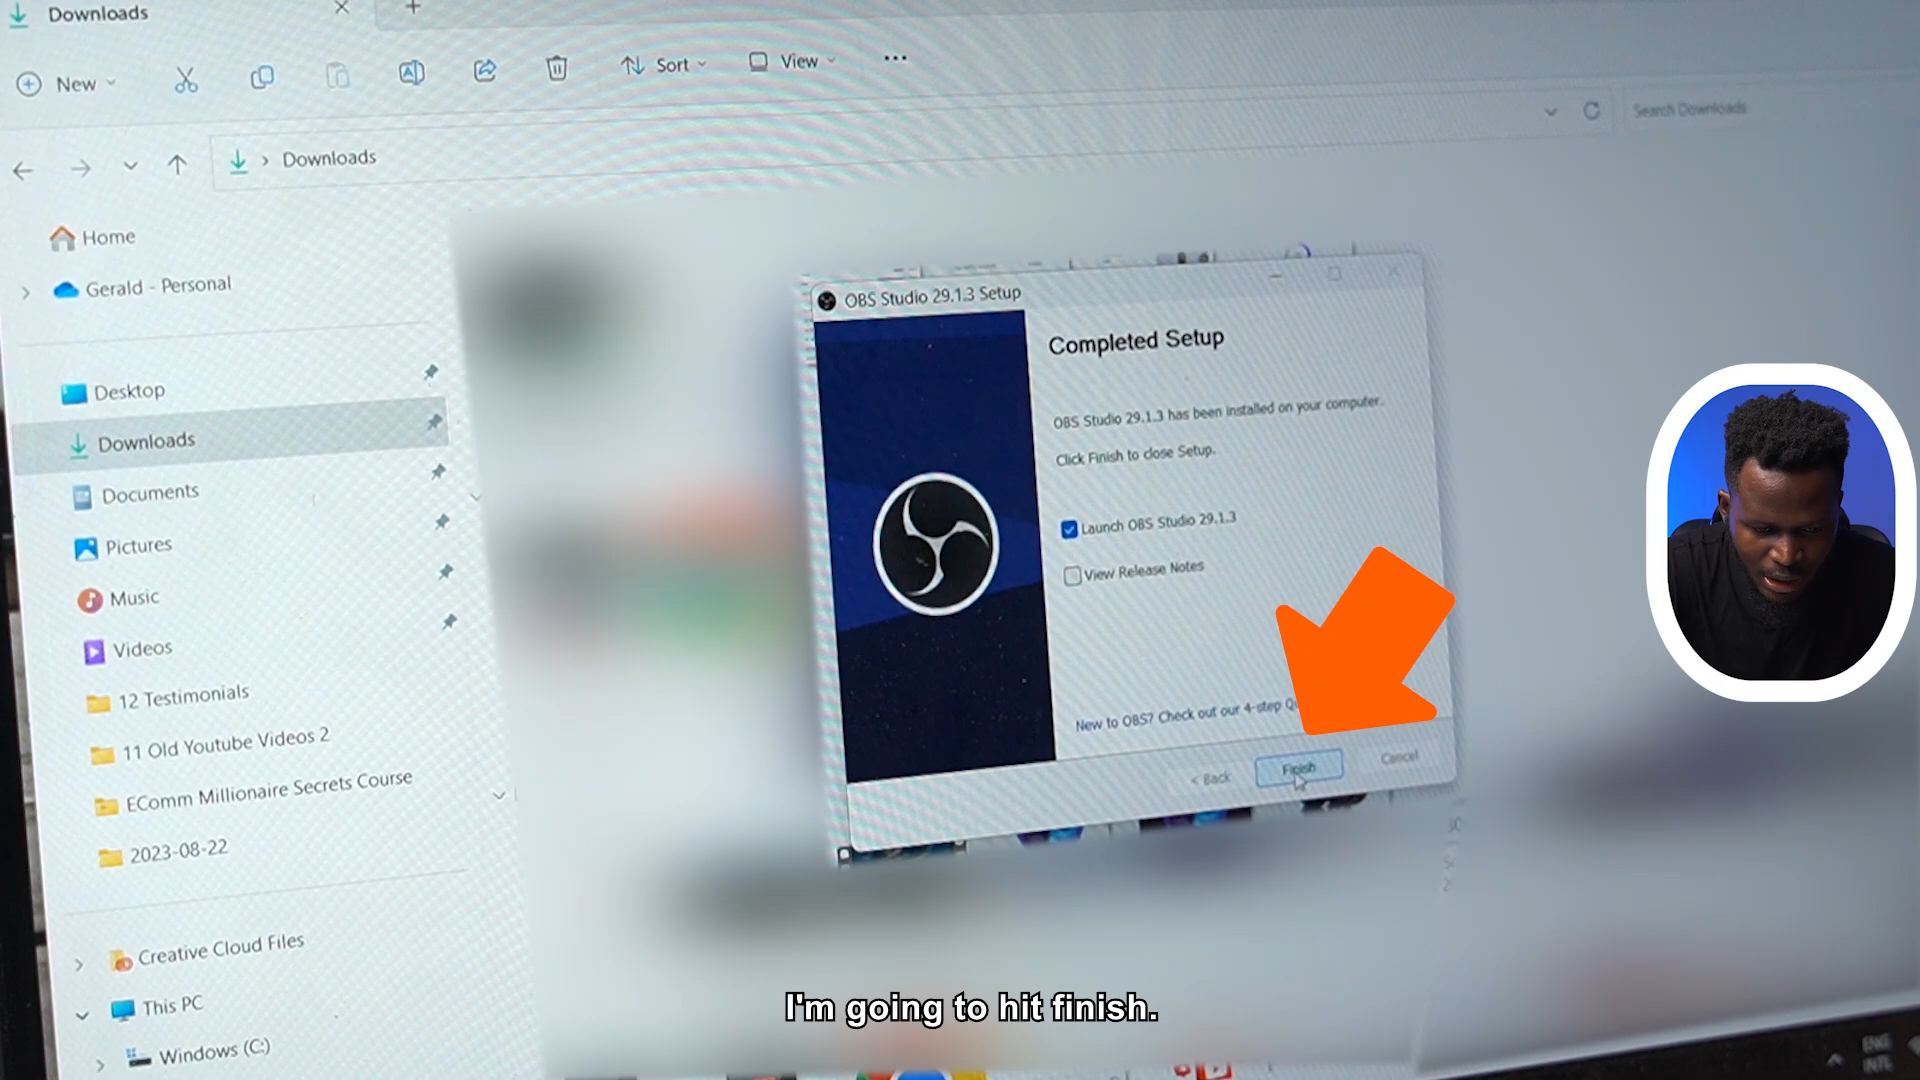 Downloads
New
Sort
View
Downloads
Search Downloads
Home
Gerald - Personal
Desktop
Downloads
Documents
Pictures
Music
Videos
12 Testimonials
11 Old Youtube Videos 2
EComm Millionaire Secrets Course
2023-08-22
Creative Cloud Files
This PC
Windows (C:)
OBS Studio 29.1.3 Setup
Completed Setup
OBS Studio 29.1.3 has been installed on your computer.
Click Finish to close Setup.
Launch OBS Studio 29.1.3
View Release Notes
New to OBS? Check out our 4-step
< Back
Finish
Cancel
I'm going to hit finish.
ENG
INTL